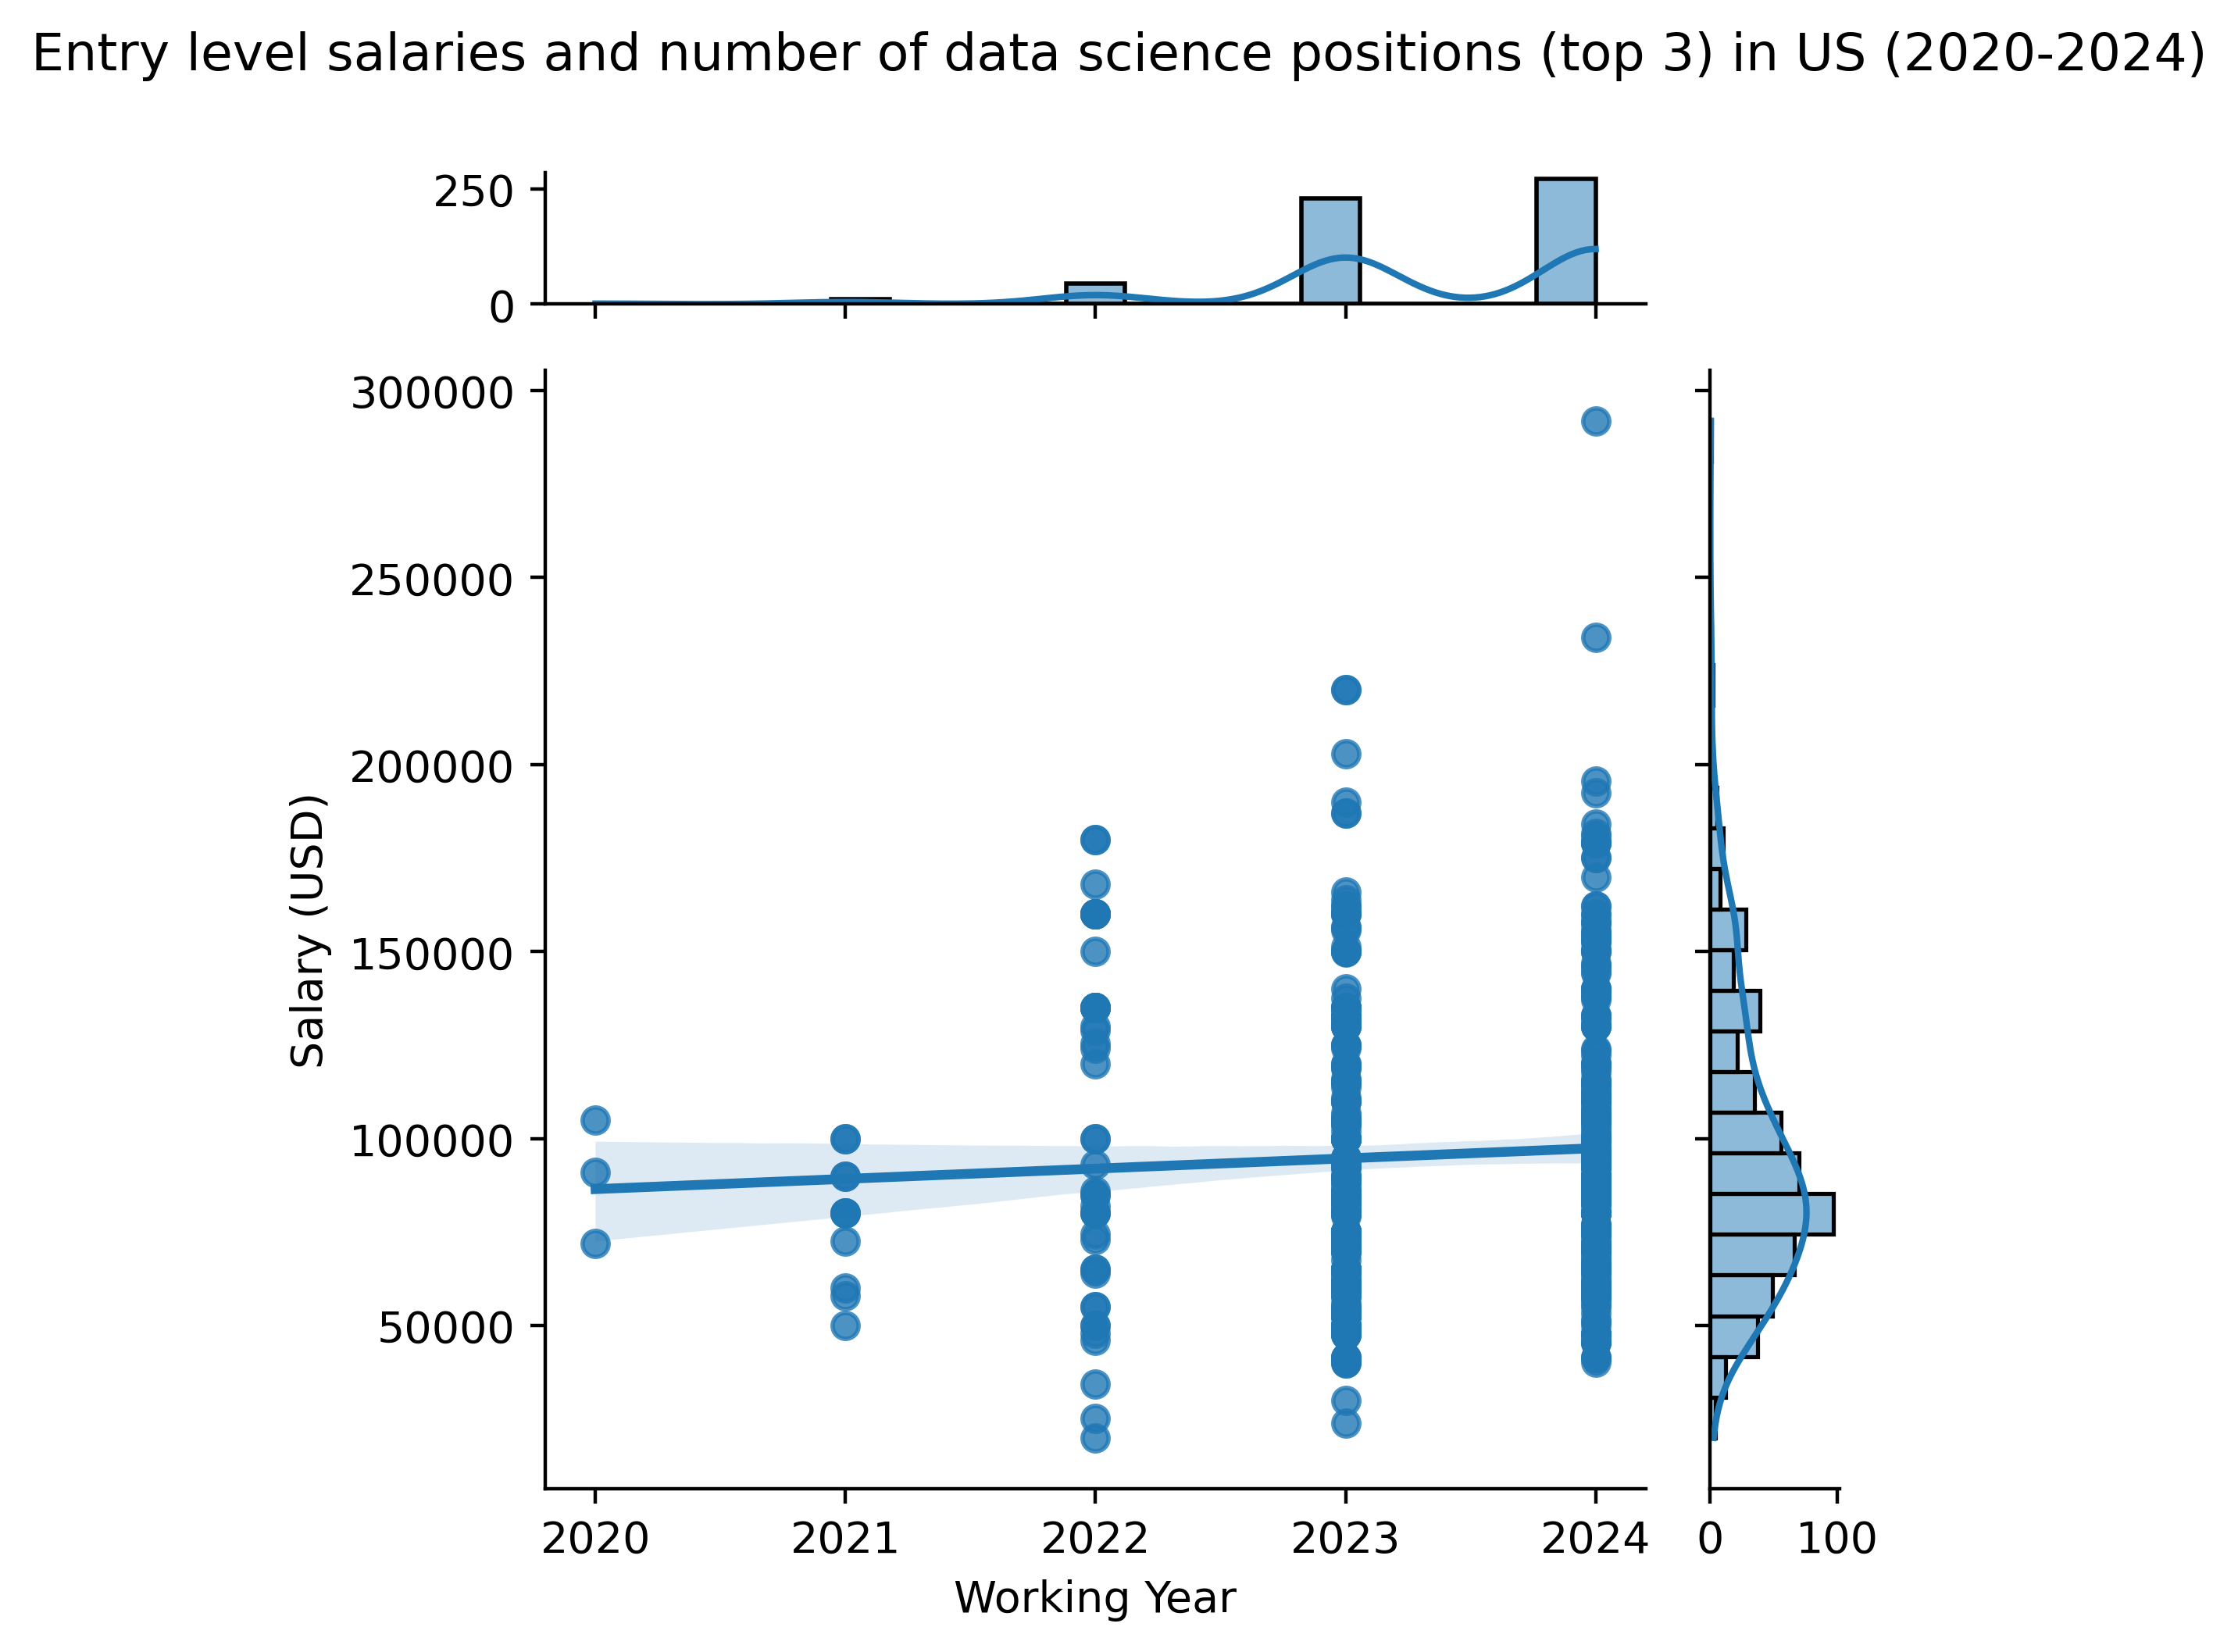 Entry level salaries and number of data science positions (top 3) in US (2020-2024)
250
0
300000
250000
200000
150000
100000
50000
Salary (USD)
2020 2021 2022 2023 2024 0 100
Working Year